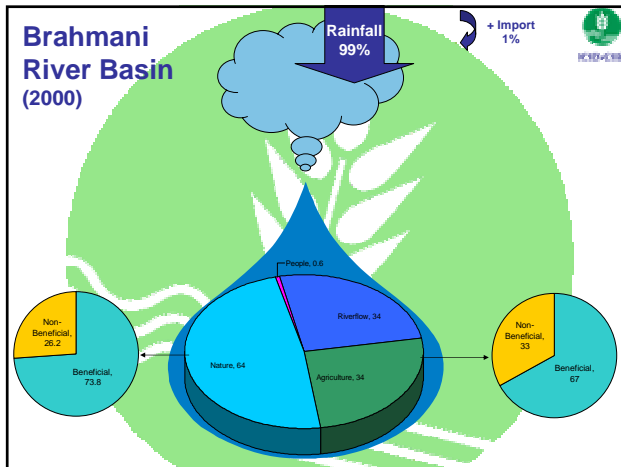 Brahmani
River Basin
(2000)
Rainfall
99%
+ Import
1%
People, 0.6
Riverflow, 34
Nature, 64
Agriculture, 34
Non-
Beneficial,
26.2
Beneficial,
73.8
Non-
Beneficial,
33
Beneficial,
67